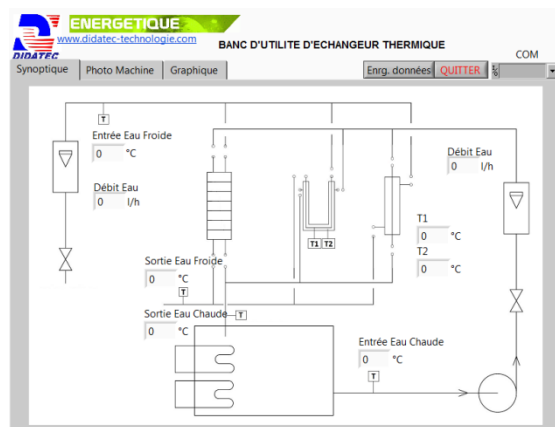 ENERGETIQUE
www.didatec-technologie.com
DIDATEC
BANC D'UTILITE D'ECHANGEUR THERMIQUE
COM
Synoptique Photo Machine Graphique Enrg. données QUITTER
T
Entrée Eau Froide
0 °C
Débit Eau
0 l/h
Débit Eau
0 l/h
T1 T2
T1
0 °C
T2
0 °C
Sortie Eau Froide
0 °C
T
Sortie Eau Chaude T
0 °C
Entrée Eau Chaude
0 °C
T